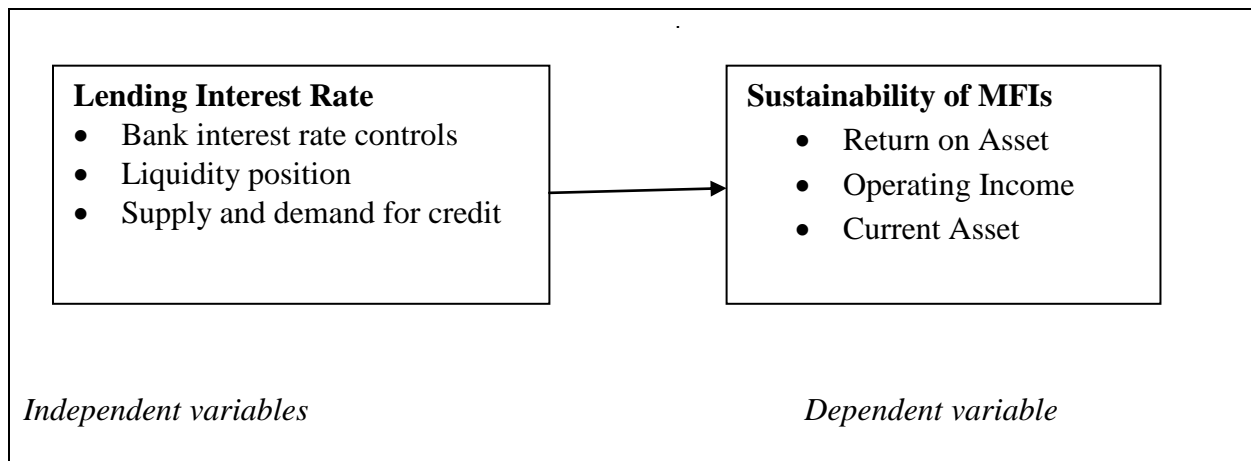 Lending Interest Rate
• Bank interest rate controls
• Liquidity position
• Supply and demand for credit
Sustainability of MFIs
• Return on Asset
• Operating Income
• Current Asset
Independent variables
Dependent variable